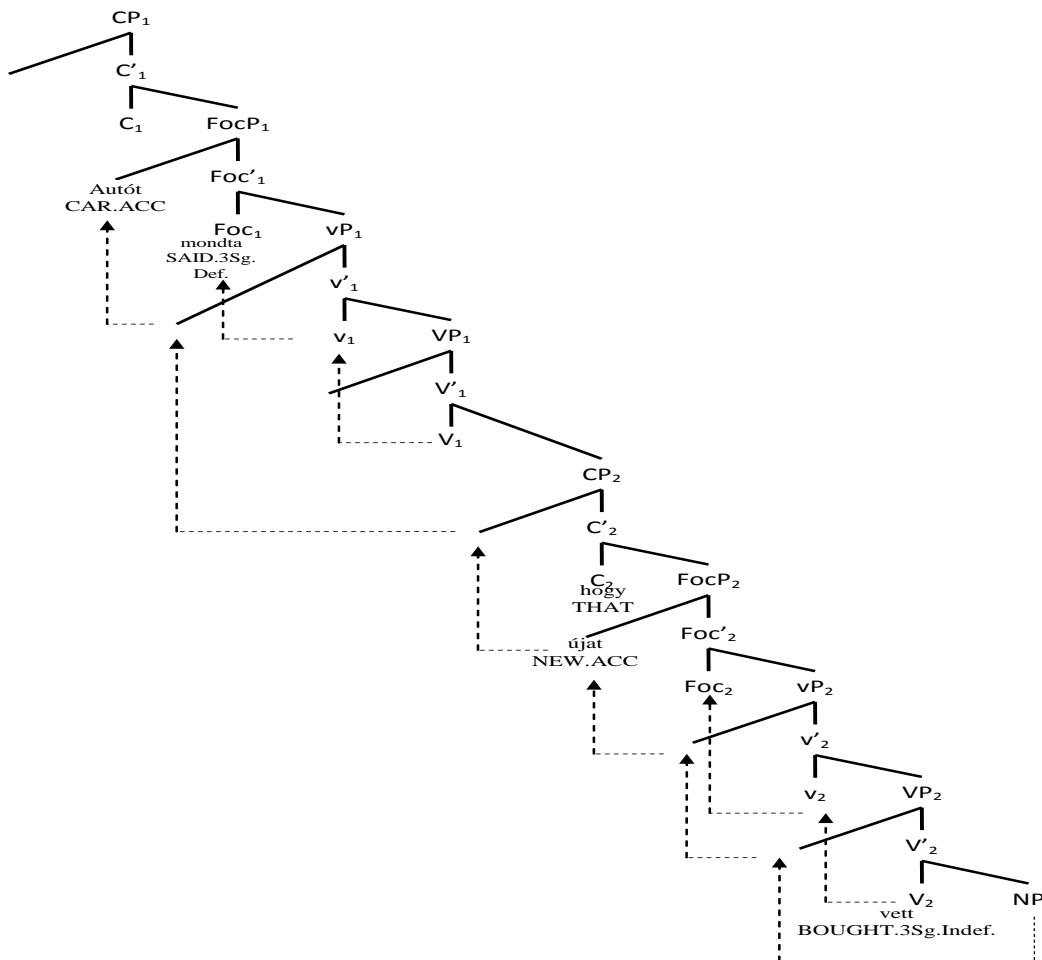 CP₁
C'₁
C₁ FocP₁
Autót
CAR.ACC
Foc'₁
Foc₁ vP₁
mondta
SAID.3Sg.
Def.
v'₁
v₁ VP₁
V'₁
V₁
CP₂
C'₂
C₂ FocP₂
hogy
THAT
újat
NEW.ACC
Foc'₂
Foc₂ vP₂
v'₂
v₂ VP₂
V'₂
V₂ NP
vett
BOUGHT.3Sg.Indef.